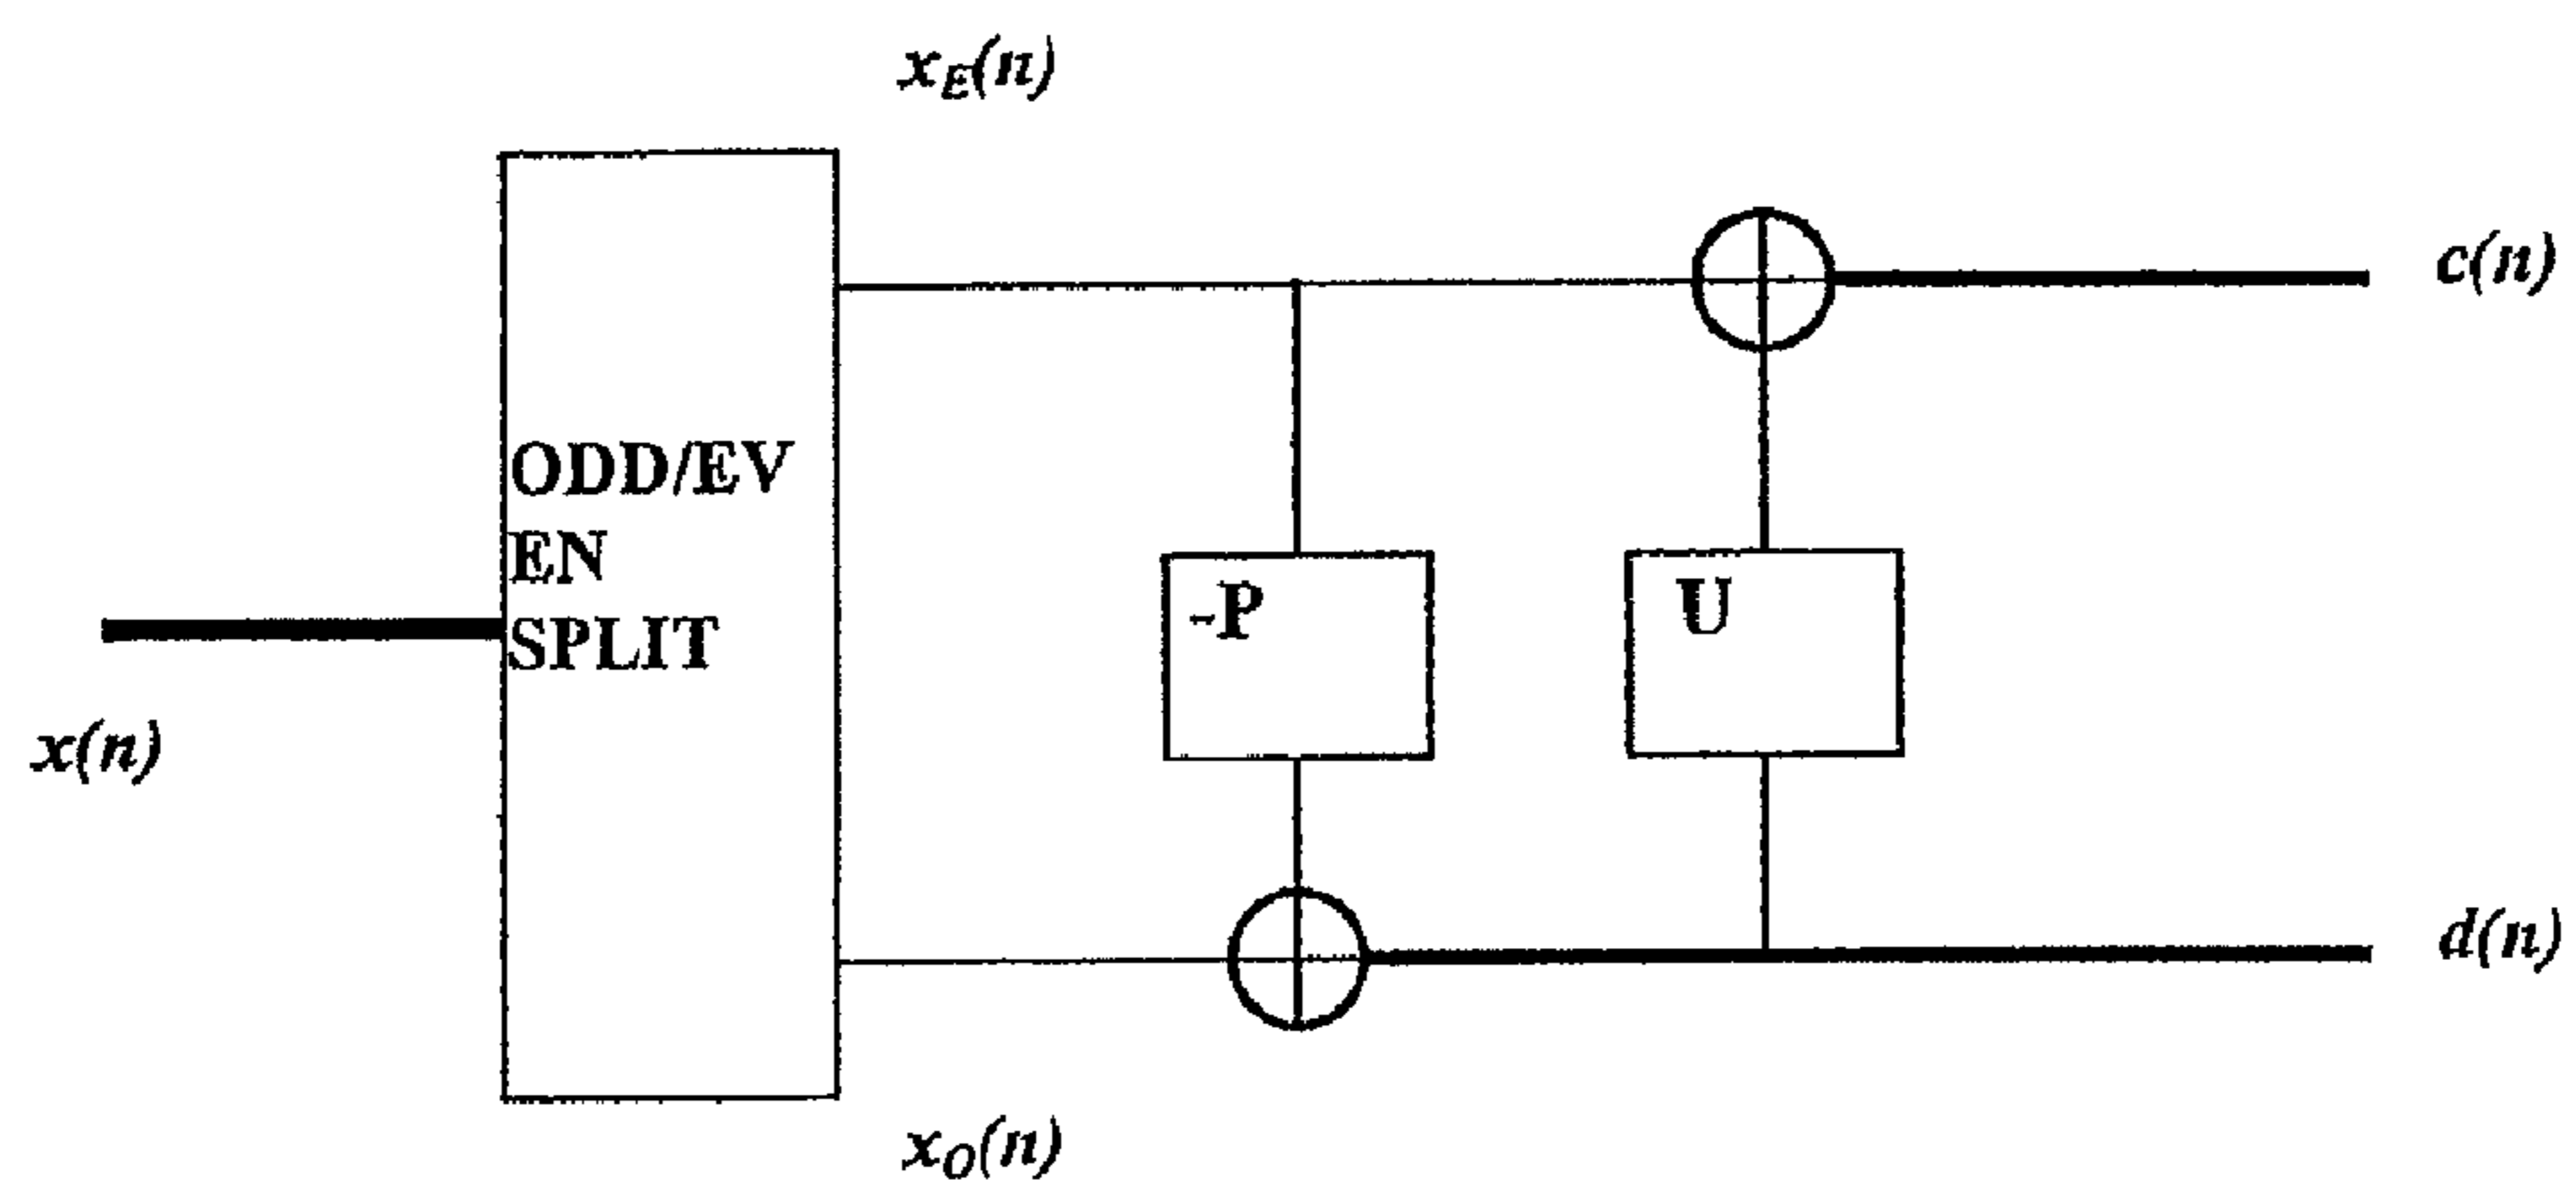 x_E(n)
c(n)
ODD/EV
EN
SPLIT
-P
U
x(n)
d(n)
x_O(n)